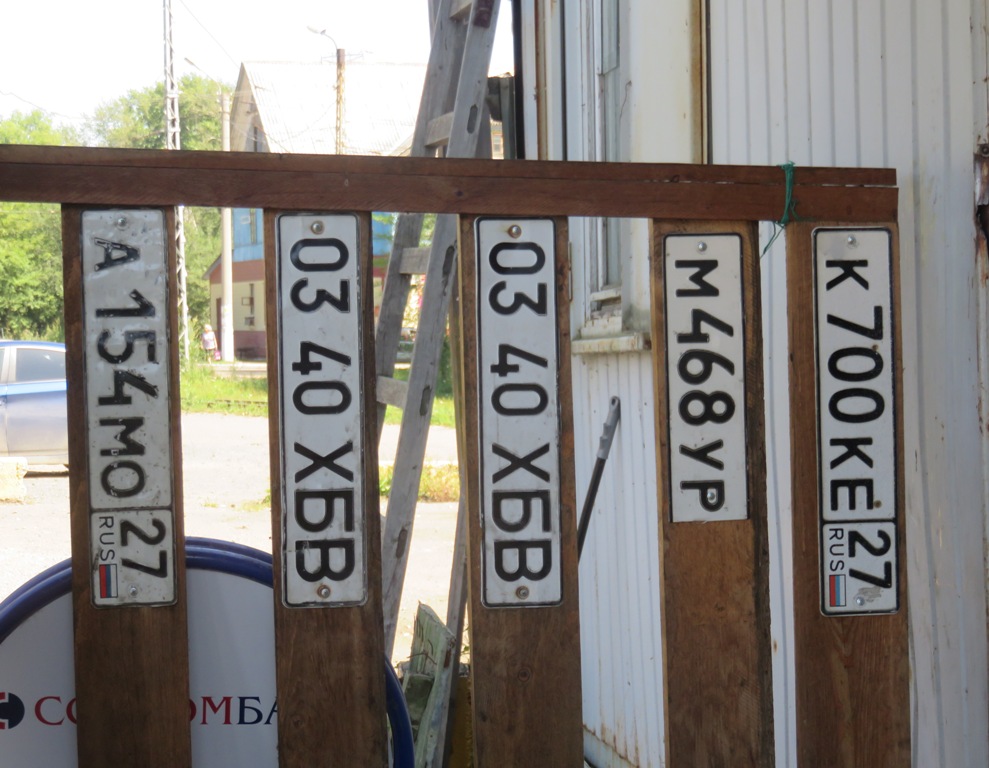 А 154 МО 27 RUS
03 40 ХБВ
03 40 ХБВ
М 468 УР
К 700 КЕ 27 RUS